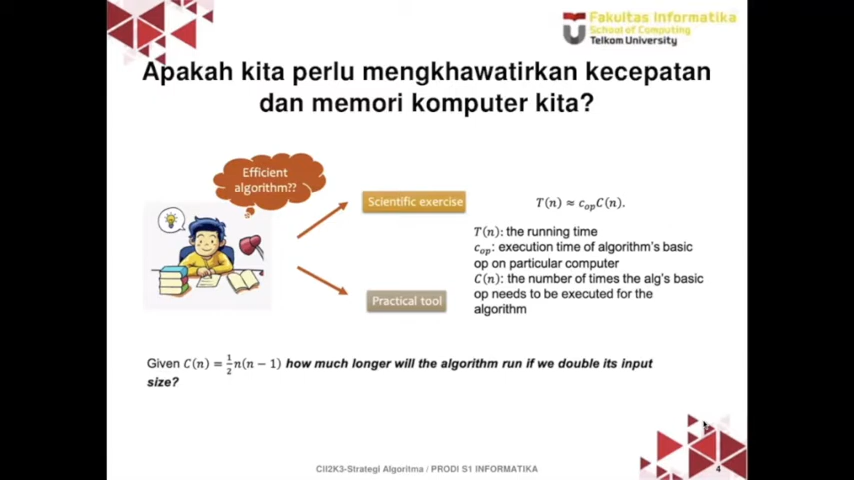 Fakultas Informatika
School of Computing
Telkom University
Apakah kita perlu mengkhawatirkan kecepatan
dan memori komputer kita?
Efficient
algorithm??
Scientific exercise
Practical tool
T(n) ≈ c_op C(n).
T(n): the running time
c_op: execution time of algorithm's basic
op on particular computer
C(n): the number of times the alg's basic
op needs to be executed for the
algorithm
Given C(n) = 1/2 n(n − 1) how much longer will the algorithm run if we double its input
size?
CII2K3-Strategi Algoritma / PRODI S1 INFORMATIKA
4